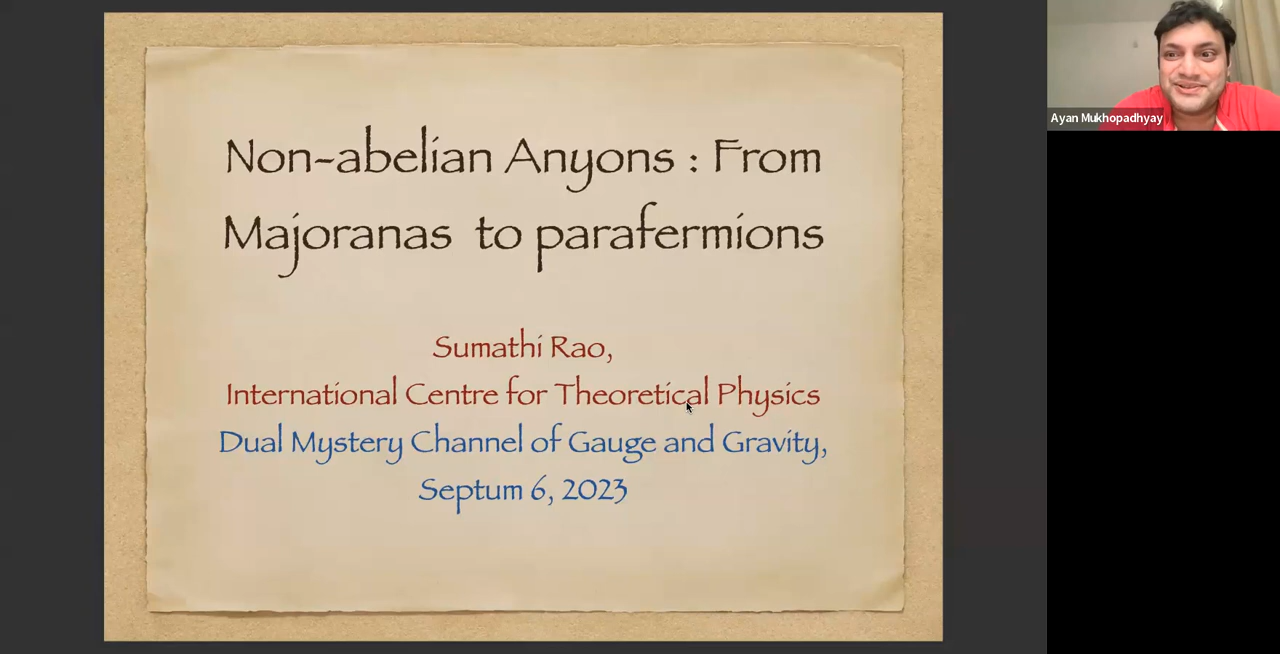 Non-abelian Anyons : From
Majoranas to parafermions
Sumathi Rao,
International Centre for Theoretical Physics
Dual Mystery Channel of Gauge and Gravity,
Septum 6, 2023
Ayan Mukhopadhyay